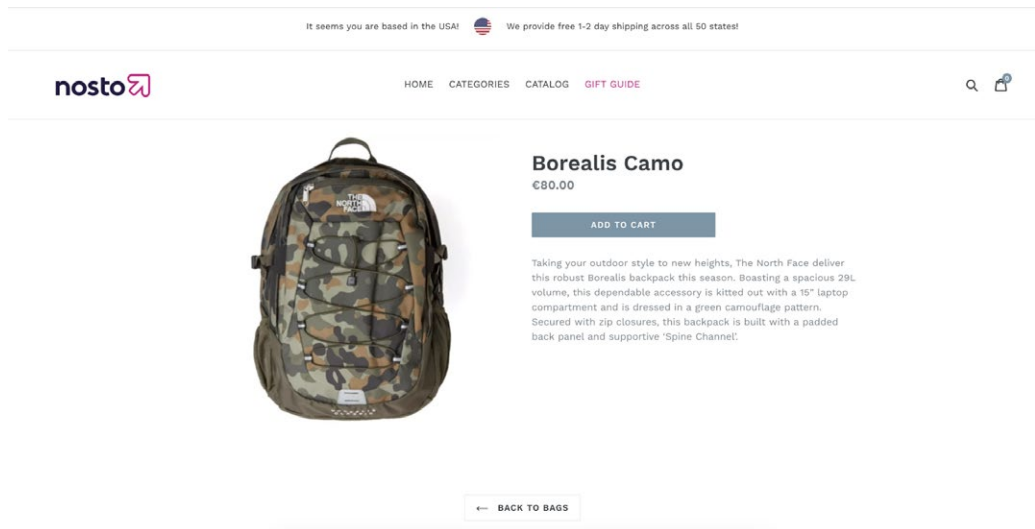 It seems you are based in the USA! We provide free 1-2 day shipping across all 50 states!
nosto
HOME CATEGORIES CATALOG GIFT GUIDE
0
THE
NORTH
FACE
Borealis Camo
€80.00
ADD TO CART
Taking your outdoor style to new heights, The North Face deliver
this robust Borealis backpack this season. Boasting a spacious 29L
volume, this dependable accessory is kitted out with a 15" laptop
compartment and is dressed in a green camouflage pattern.
Secured with zip closures, this backpack is built with a padded
back panel and supportive 'Spine Channel'.
← BACK TO BAGS